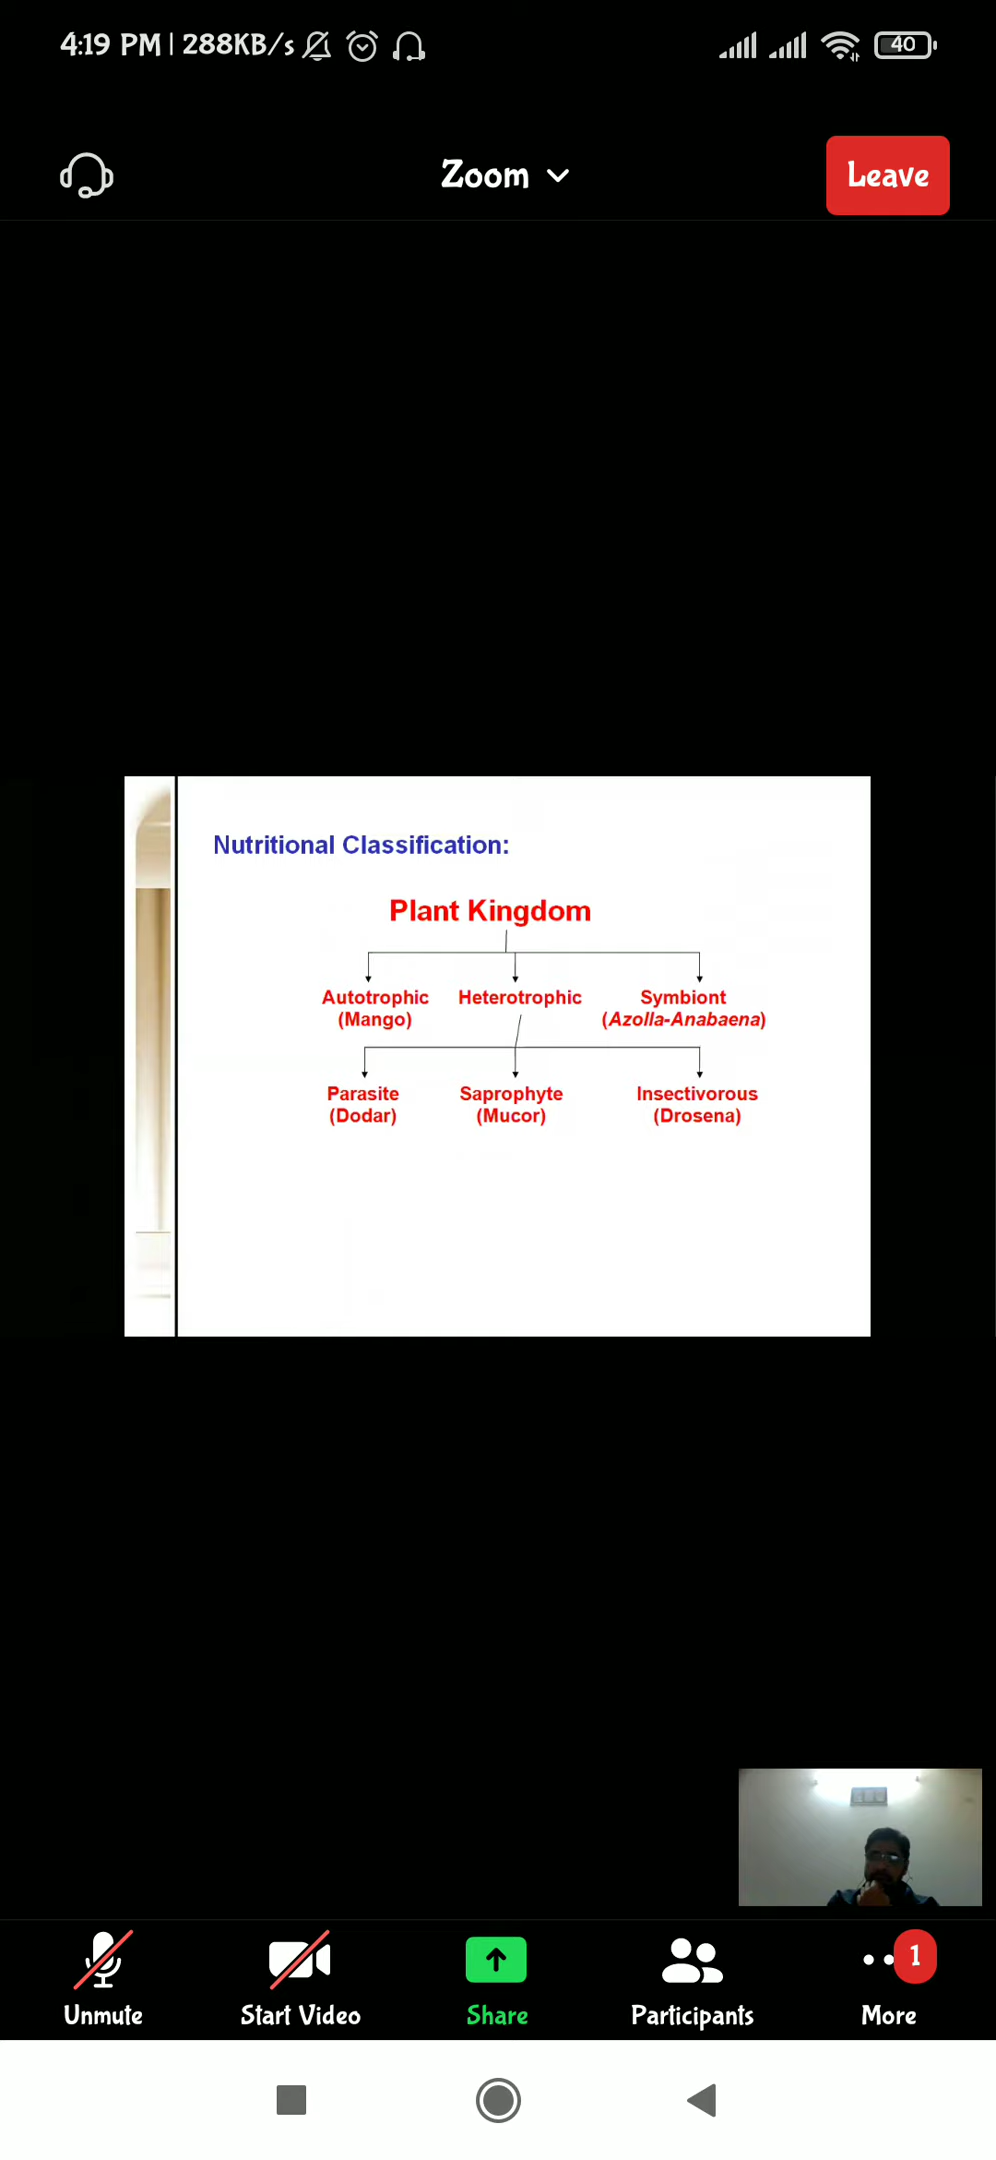 4:19 PM | 288KB/s 40
Zoom Leave
Nutritional Classification:
Plant Kingdom
Autotrophic Heterotrophic Symbiont
(Mango) (Azolla-Anabaena)
Parasite Saprophyte Insectivorous
(Dodar) (Mucor) (Drosena)
1
Unmute Start Video Share Participants More